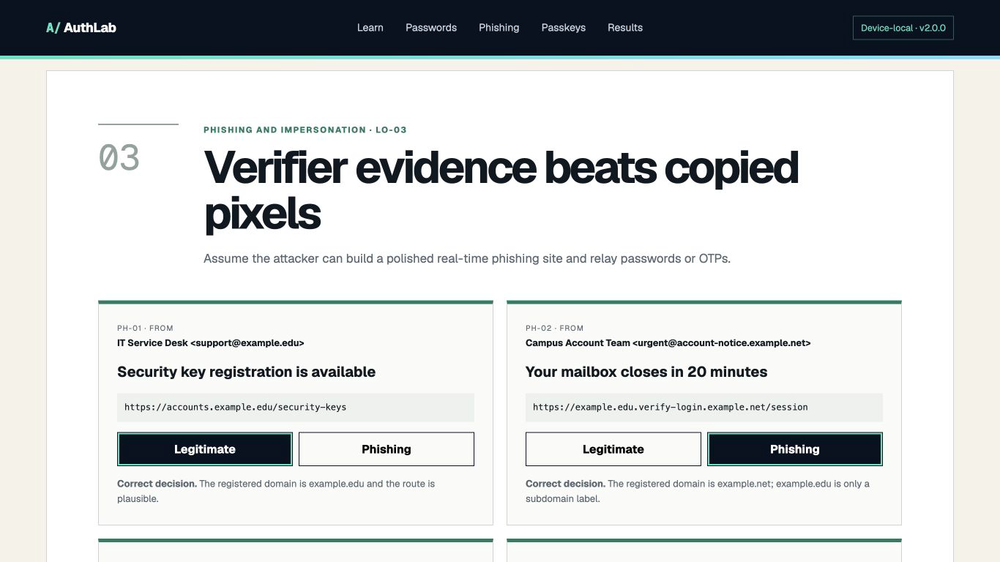 A/ AuthLab
Learn Passwords Phishing Passkeys Results
Device-local · v2.0.0
03
PHISHING AND IMPERSONATION · LO-03
Verifier evidence beats copied
pixels
Assume the attacker can build a polished real-time phishing site and relay passwords or OTPs.
PH-01 · FROM
IT Service Desk <support@example.edu>
Security key registration is available
https://accounts.example.edu/security-keys
Legitimate Phishing
Correct decision. The registered domain is example.edu and the route is
plausible.
PH-02 · FROM
Campus Account Team <urgent@account-notice.example.net>
Your mailbox closes in 20 minutes
https://example.edu.verify-login.example.net/session
Legitimate Phishing
Correct decision. The registered domain is example.net; example.edu is only a
subdomain label.